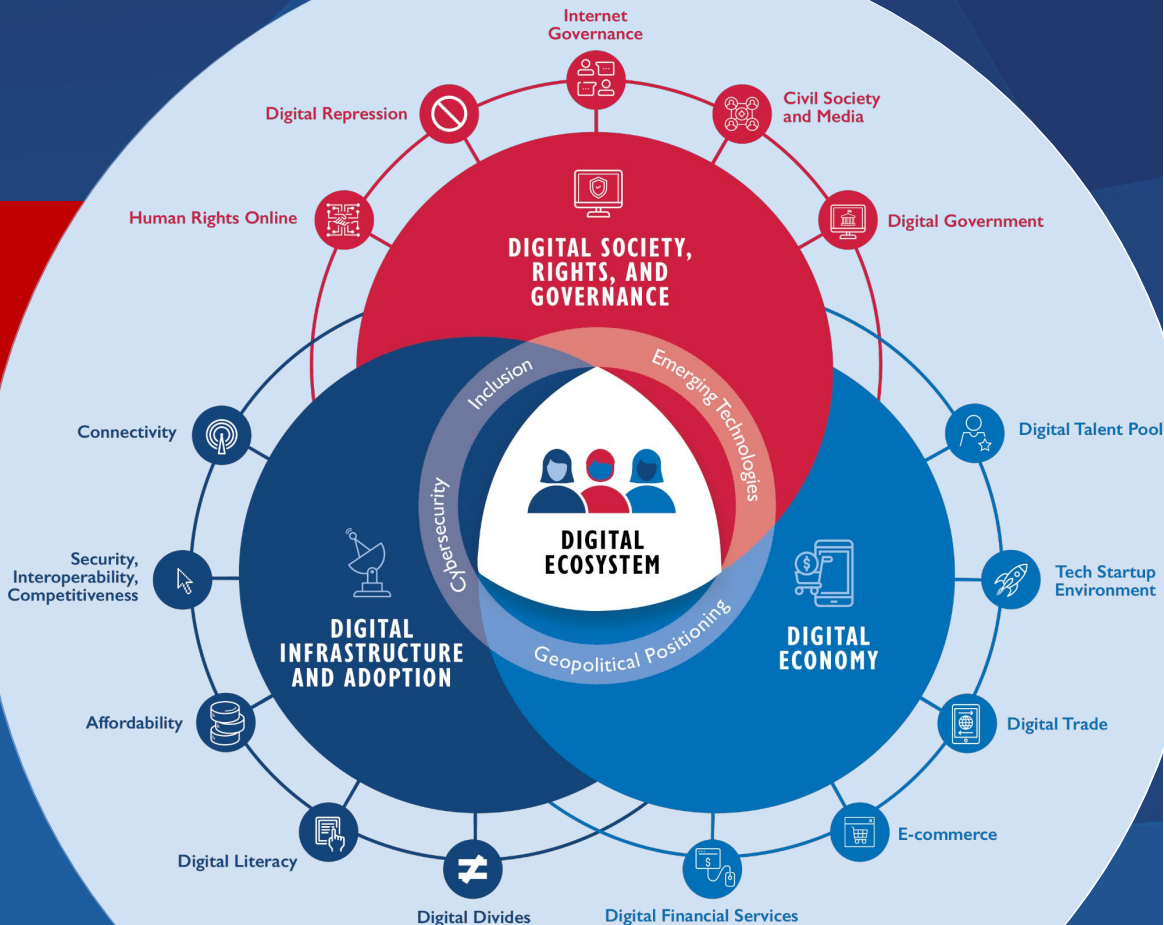 Internet
Governance
Digital Repression
Civil Society
and Media
Human Rights Online
Digital Government
DIGITAL SOCIETY,
RIGHTS, AND
GOVERNANCE
Inclusion
Emerging Technologies
Connectivity
Digital Talent Pool
Cybersecurity
DIGITAL
ECOSYSTEM
Security,
Interoperability,
Competitiveness
Tech Startup
Environment
DIGITAL
INFRASTRUCTURE
AND ADOPTION
Geopolitical Positioning
$
DIGITAL
ECONOMY
Affordability
Digital Trade
Digital Literacy
E-commerce
$
Digital Divides
Digital Financial Services